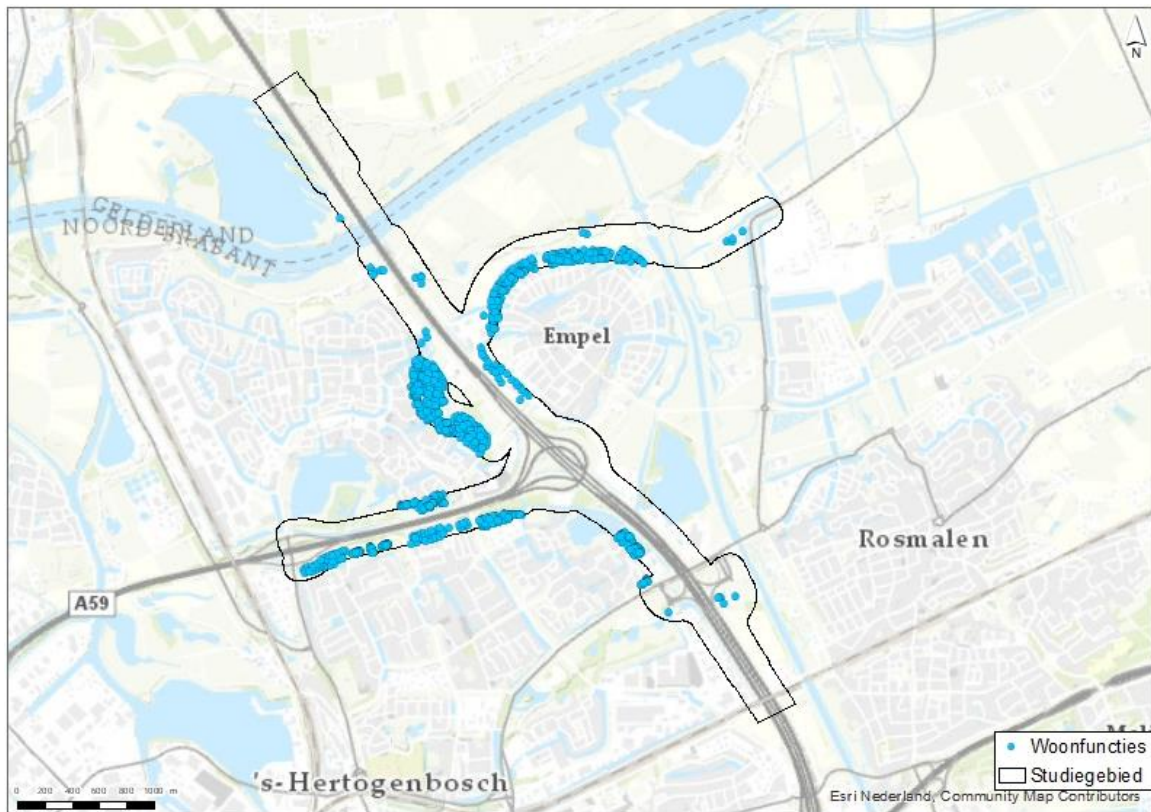 N
GELDERLAND
NOORD-BRABANT
Empel
Rosmalen
A59
's-Hertogenbosch
0 200 400 600 800 1000 m
Woonfuncties
Studiegebied
Esri Nederland, Community Map Contributors